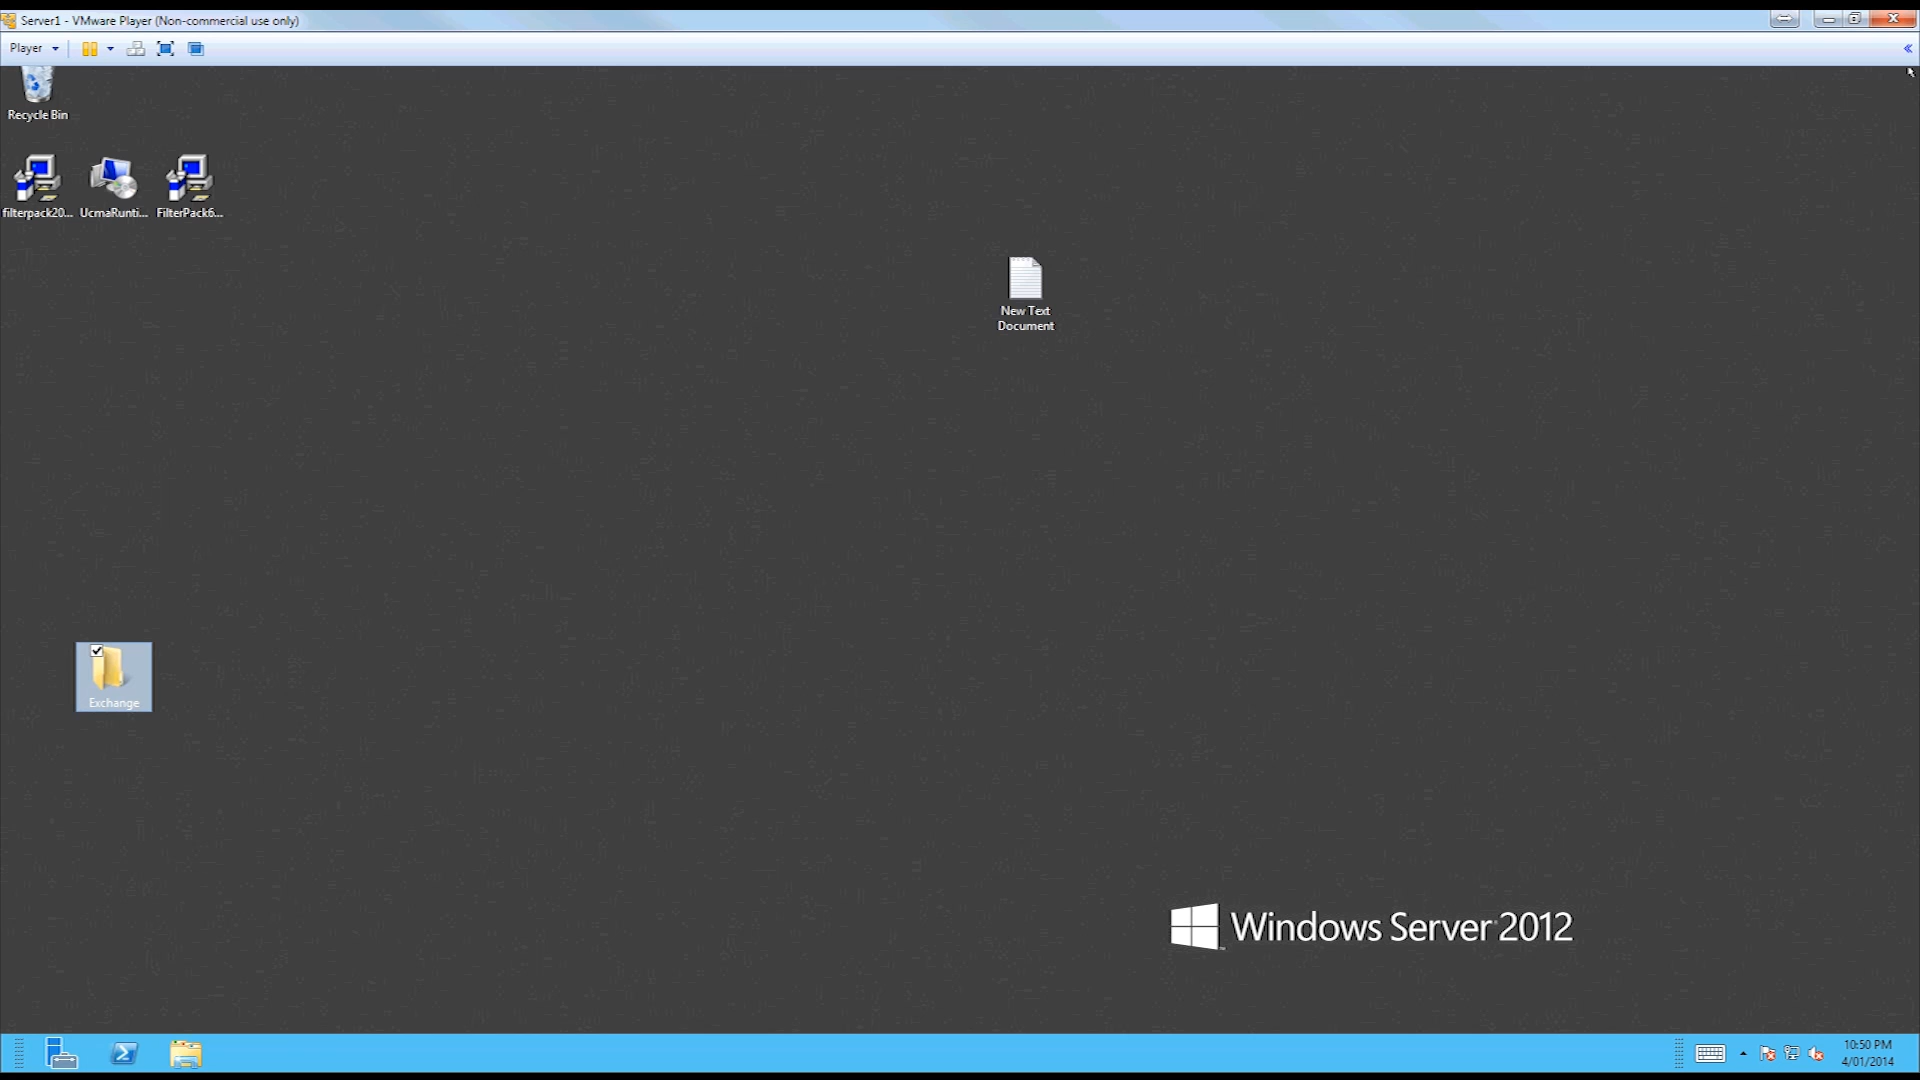 Server1 - VMware Player (Non-commercial use only)
Player
Recycle Bin
filterpack20...
UcmaRunti...
FilterPack6...
New Text
Document
Exchange
Windows Server 2012
10:50 PM
4/01/2014